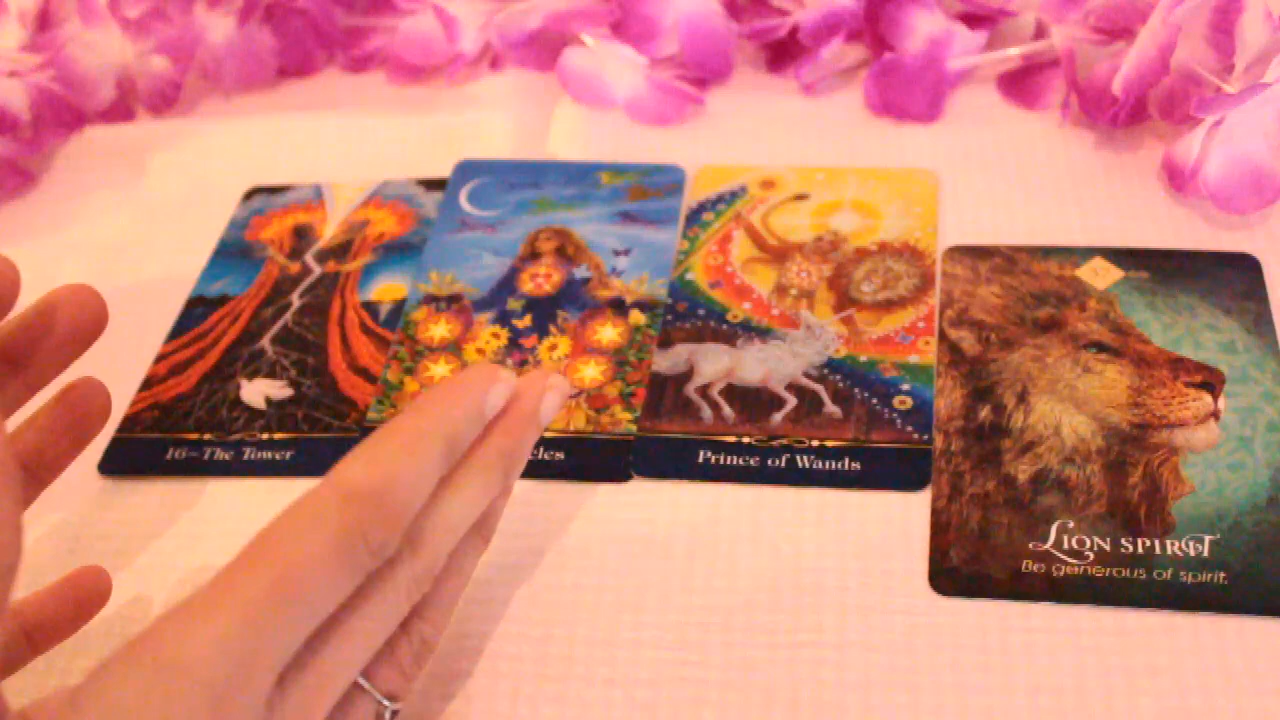 16~The Tower
Prince of Wands
LION SPIRIT
Be generous of spirit.